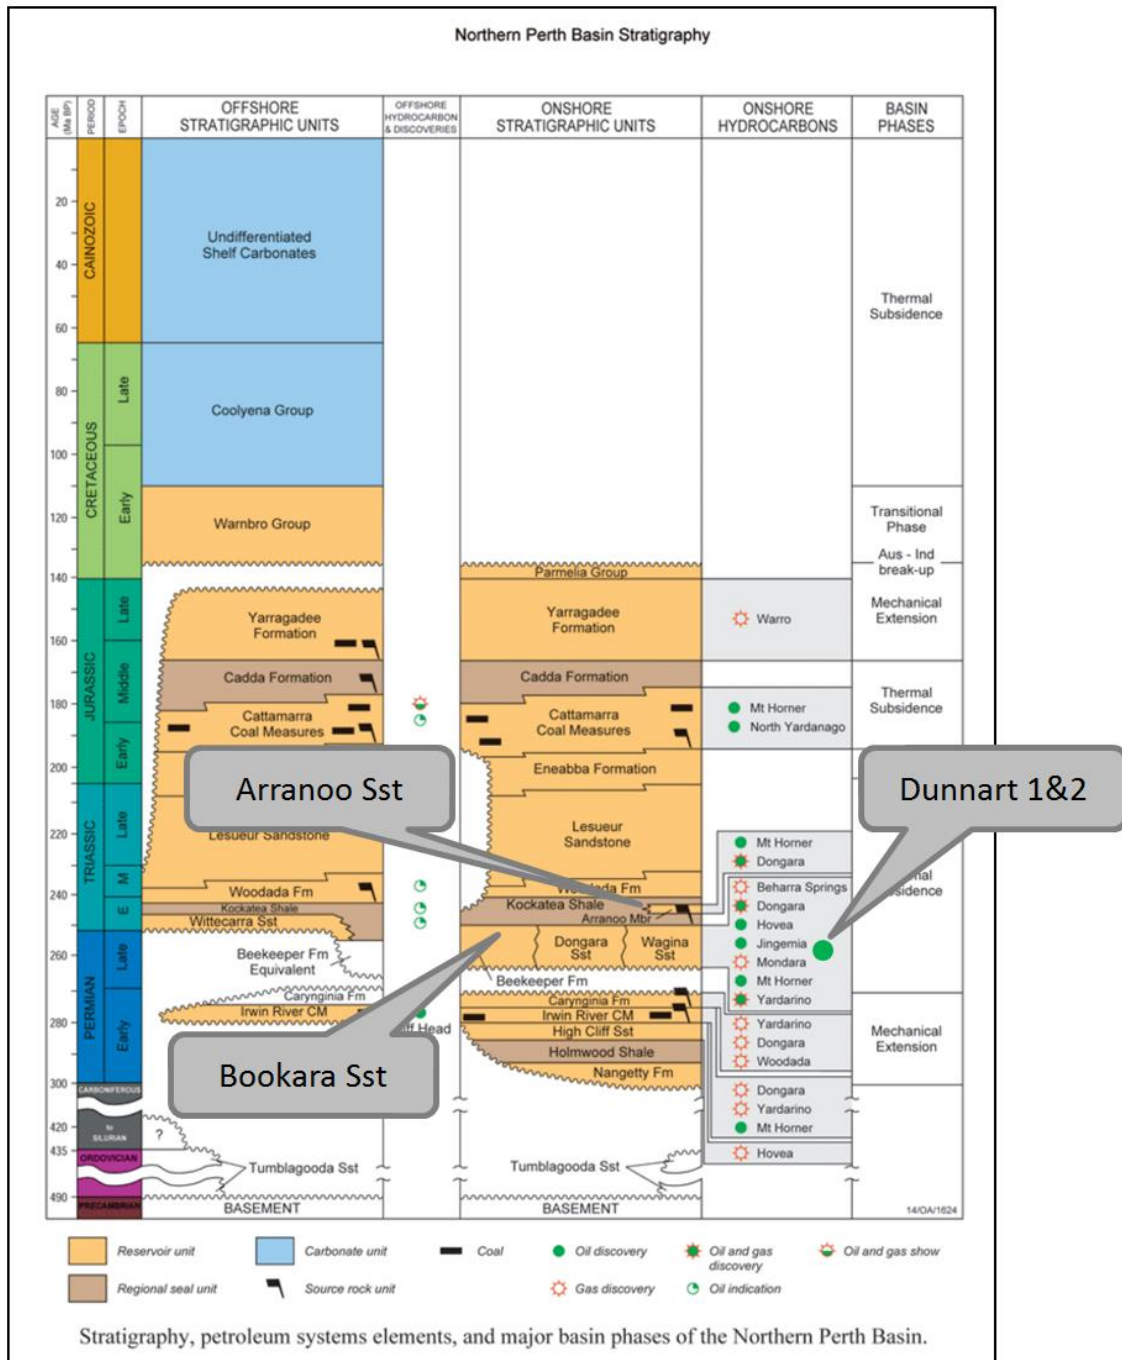 Northern Perth Basin Stratigraphy
AGE (Ma BP)
PERIOD
EPOCH
OFFSHORE
STRATIGRAPHIC UNITS
OFFSHORE
HYDROCARBON
& DISCOVERIES
ONSHORE
STRATIGRAPHIC UNITS
ONSHORE
HYDROCARBONS
BASIN
PHASES
20
40
60
80
100
120
140
160
180
200
220
240
260
280
300
420
435
490
CAINOZOIC
CRETACEOUS
JURASSIC
TRIASSIC
PERMIAN
CARBONIFEROUS
to
SILURIAN
ORDOVICIAN
PRECAMBRIAN
Late
Early
Late
Middle
Early
Late
M
E
Late
Early
Undifferentiated
Shelf Carbonates
Coolyena Group
Warnbro Group
Yarragadee
Formation
Cadda Formation
Cattamarra
Coal Measures
Lesueur Sandstone
Woodada Fm
Kockatea Shale
Wittecarra Sst
Beekeeper Fm
Equivalent
Carynginia Fm
Irwin River CM
?
Tumblagooda Sst
BASEMENT
Head
Parmelia Group
Yarragadee
Formation
Cadda Formation
Cattamarra
Coal Measures
Eneabba Formation
Lesueur
Sandstone
Woodada Fm
Kockatea Shale
Arranoo Mbr
Dongara
Sst
Wagina
Sst
Beekeeper Fm
Carynginia Fm
Irwin River CM
High Cliff Sst
Holmwood Shale
Nangetty Fm
Tumblagooda Sst
BASEMENT
Warro
Mt Horner
North Yardanago
Mt Horner
Dongara
Beharra Springs
Dongara
Hovea
Jingemia
Mondara
Mt Horner
Yardarino
Yardarino
Dongara
Woodada
Dongara
Yardarino
Mt Horner
Hovea
Thermal
Subsidence
Transitional
Phase
Aus - Ind
break-up
Mechanical
Extension
Thermal
Subsidence
Subsidence
Mechanical
Extension
14/OA/1624
Arranoo Sst
Dunnart 1&2
Bookara Sst
Reservoir unit
Carbonate unit
Coal
Oil discovery
Oil and gas
discovery
Oil and gas show
Regional seal unit
Source rock unit
Gas discovery
Oil indication
Stratigraphy, petroleum systems elements, and major basin phases of the Northern Perth Basin.